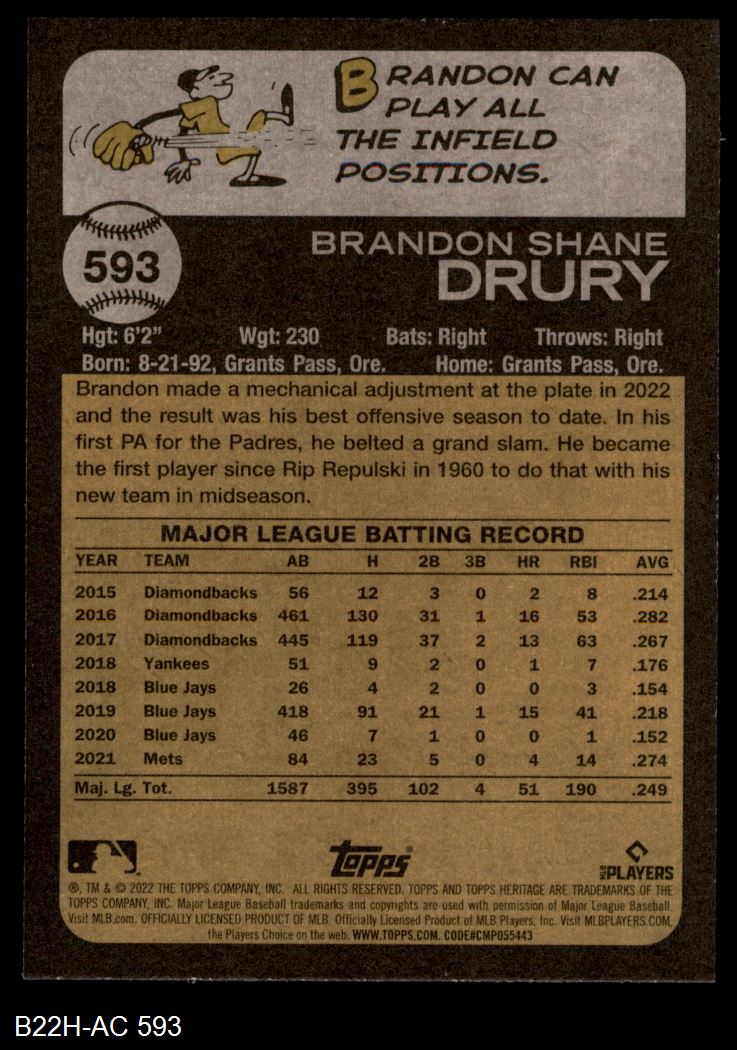 BRANDON CAN
PLAY ALL
THE INFIELD
POSITIONS.
593
BRANDON SHANE
DRURY
Hgt: 6'2" Wgt: 230 Bats: Right Throws: Right
Born: 8-21-92, Grants Pass, Ore. Home: Grants Pass, Ore.
Brandon made a mechanical adjustment at the plate in 2022
and the result was his best offensive season to date. In his
first PA for the Padres, he belted a grand slam. He became
the first player since Rip Repulski in 1960 to do that with his
new team in midseason.
MAJOR LEAGUE BATTING RECORD
YEAR TEAM AB H 2B 3B HR RBI AVG
2015 Diamondbacks 56 12 3 0 2 8 .214
2016 Diamondbacks 461 130 31 1 16 53 .282
2017 Diamondbacks 445 119 37 2 13 63 .267
2018 Yankees 51 9 2 0 1 7 .176
2018 Blue Jays 26 4 2 0 0 3 .154
2019 Blue Jays 418 91 21 1 15 41 .218
2020 Blue Jays 46 7 1 0 0 1 .152
2021 Mets 84 23 5 0 4 14 .274
Maj. Lg. Tot. 1587 395 102 4 51 190 .249
Topps
MLB PLAYERS
®, TM & © 2022 THE TOPPS COMPANY, INC. ALL RIGHTS RESERVED. TOPPS AND TOPPS HERITAGE ARE TRADEMARKS OF THE
TOPPS COMPANY, INC. Major League Baseball trademarks and copyrights are used with permission of Major League Baseball.
Visit MLB.com. OFFICIALLY LICENSED PRODUCT OF MLB. Officially Licensed Product of MLB Players, Inc. Visit MLBPLAYERS.COM,
the Players Choice on the web. WWW.TOPPS.COM. CODE#CMP055443
B22H-AC 593